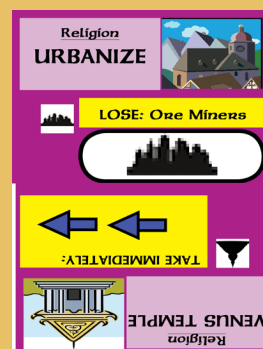 Religion
URBANIZE
LOSE: Ore Miners
TAKE IMMEDIATELY:
VENUS TEMPLE
Religion